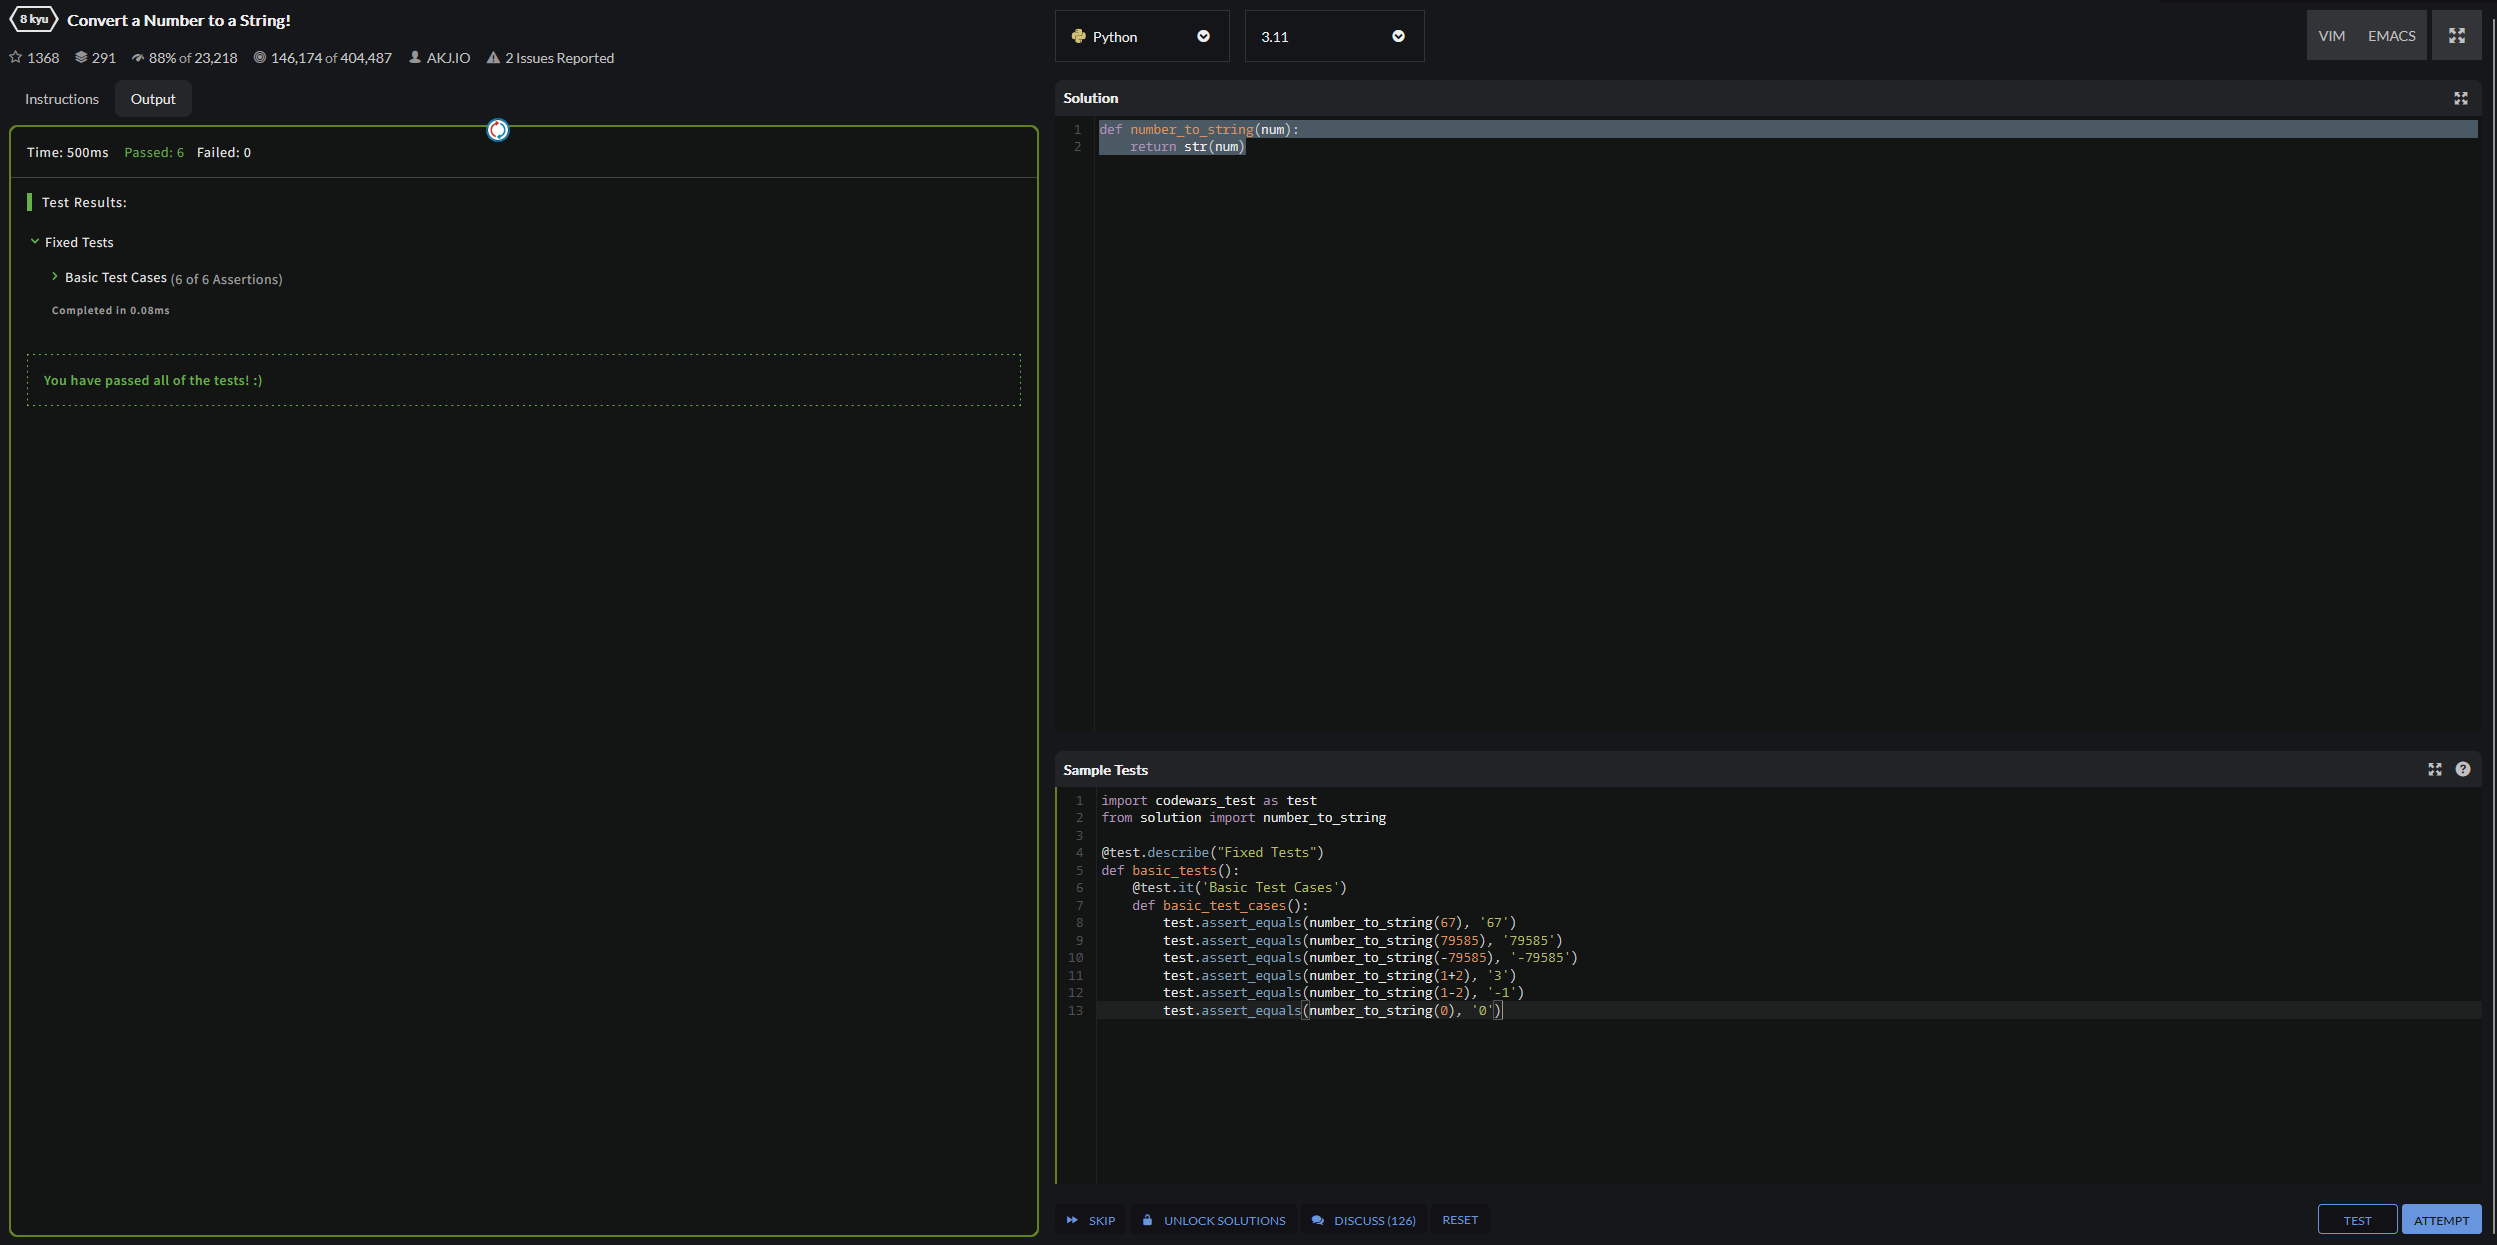 8 kyu Convert a Number to a String!
1368 291 88% of 23,218 146,174 of 404,487 AKJ.IO 2 Issues Reported
Instructions Output
Time: 500ms Passed: 6 Failed: 0
Test Results:
Fixed Tests
Basic Test Cases (6 of 6 Assertions)
Completed in 0.08ms
You have passed all of the tests! :)
Python 3.11 VIM EMACS
Solution
1 def number_to_string(num):
2     return str(num)
Sample Tests
1 import codewars_test as test
2 from solution import number_to_string
3
4 @test.describe("Fixed Tests")
5 def basic_tests():
6     @test.it('Basic Test Cases')
7     def basic_test_cases():
8         test.assert_equals(number_to_string(67), '67')
9         test.assert_equals(number_to_string(79585), '79585')
10         test.assert_equals(number_to_string(-79585), '-79585')
11         test.assert_equals(number_to_string(1+2), '3')
12         test.assert_equals(number_to_string(1-2), '-1')
13         test.assert_equals(number_to_string(0), '0')
SKIP UNLOCK SOLUTIONS DISCUSS (126) RESET TEST ATTEMPT